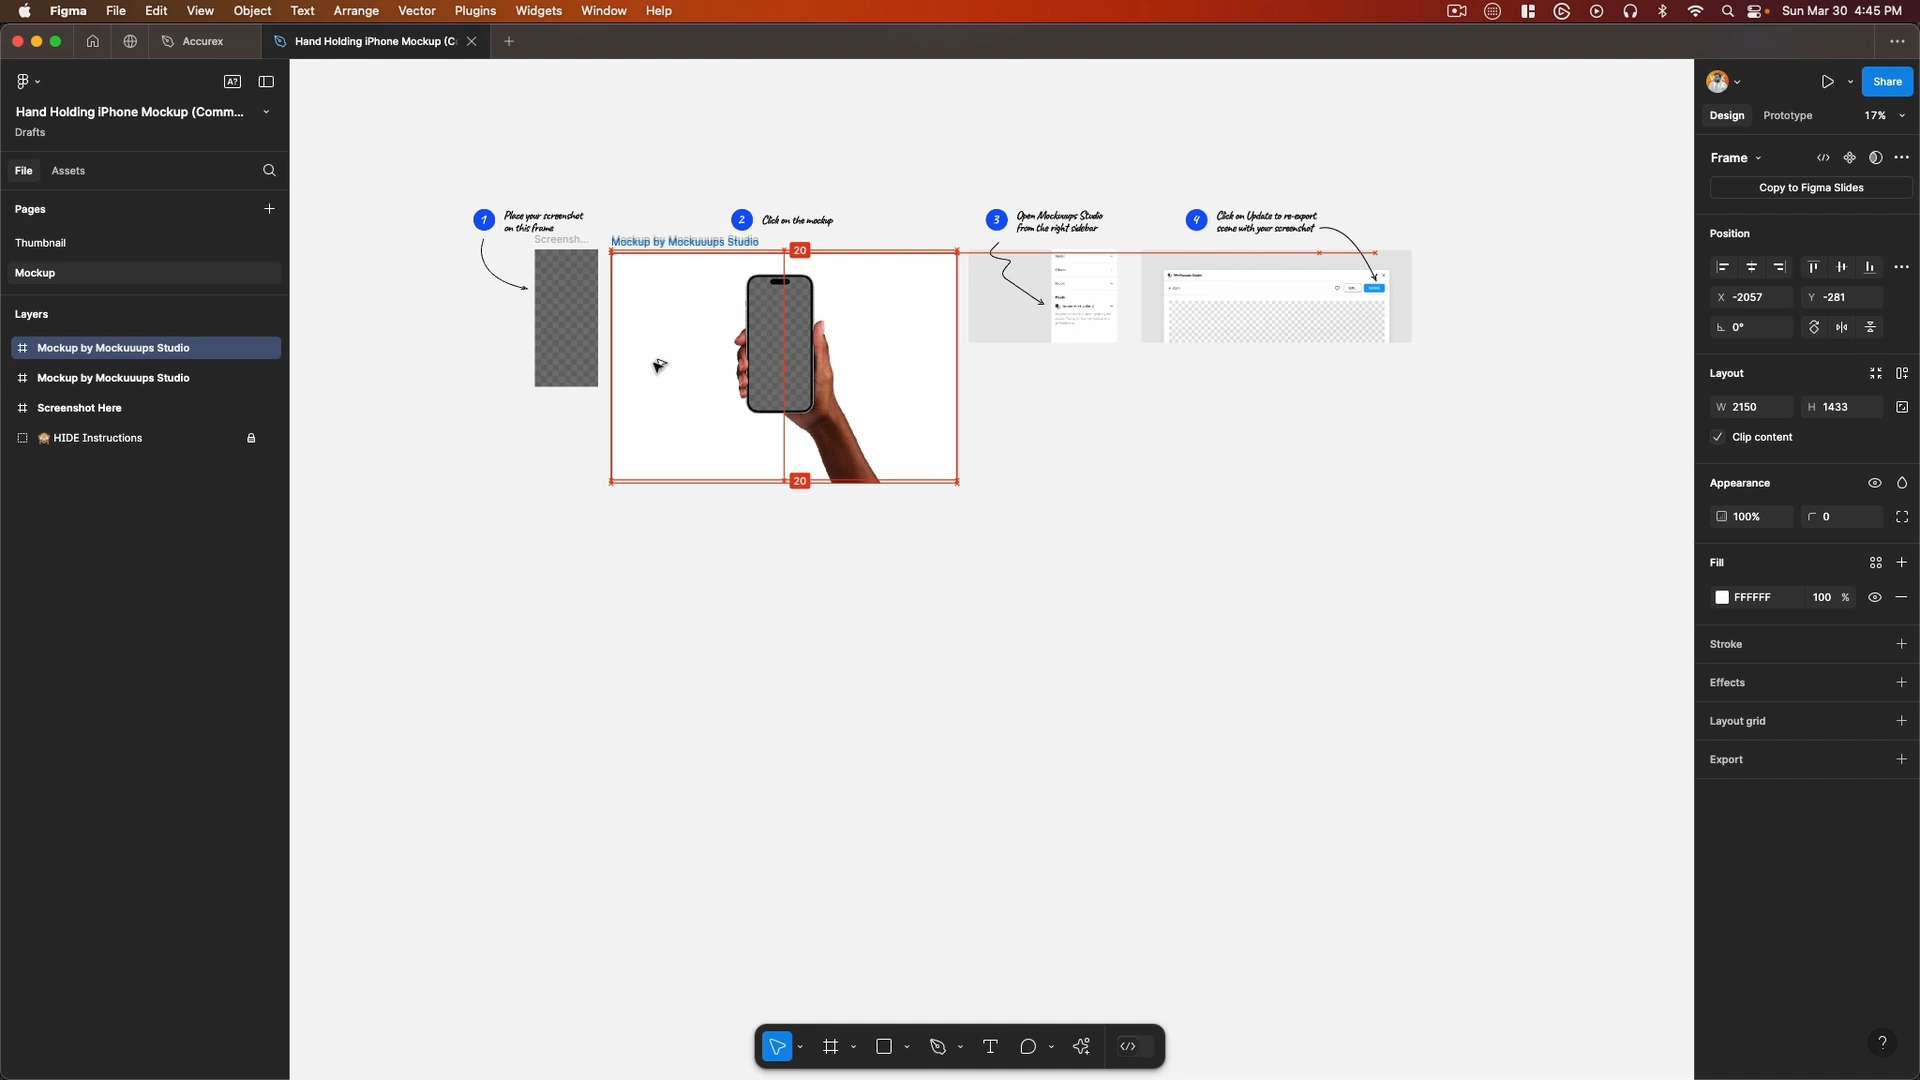 Figma File Edit View Object Text Arrange Vector Plugins Widgets Window Help
Sun Mar 30 4:45 PM
Accurex
Hand Holding iPhone Mockup (C
Hand Holding iPhone Mockup (Comm...
Drafts
File Assets
Pages
Thumbnail
Mockup
Layers
Mockup by Mockuuups Studio
Mockup by Mockuuups Studio
Screenshot Here
HIDE Instructions
1
Place your screenshot
on this frame
Screensh...
2
Click on the mockup
Mockup by Mockuuups Studio
20
20
3
Open Mockuuups Studio
from the right sidebar
4
Click on Update to re-export
scene with your screenshot
Mockuuups Studio
Share
Design Prototype 17%
Frame
Copy to Figma Slides
Position
X -2057 Y -281
0°
Layout
W 2150 H 1433
Clip content
Appearance
100% 0
Fill
FFFFFF 100 %
Stroke
Effects
Layout grid
Export
?